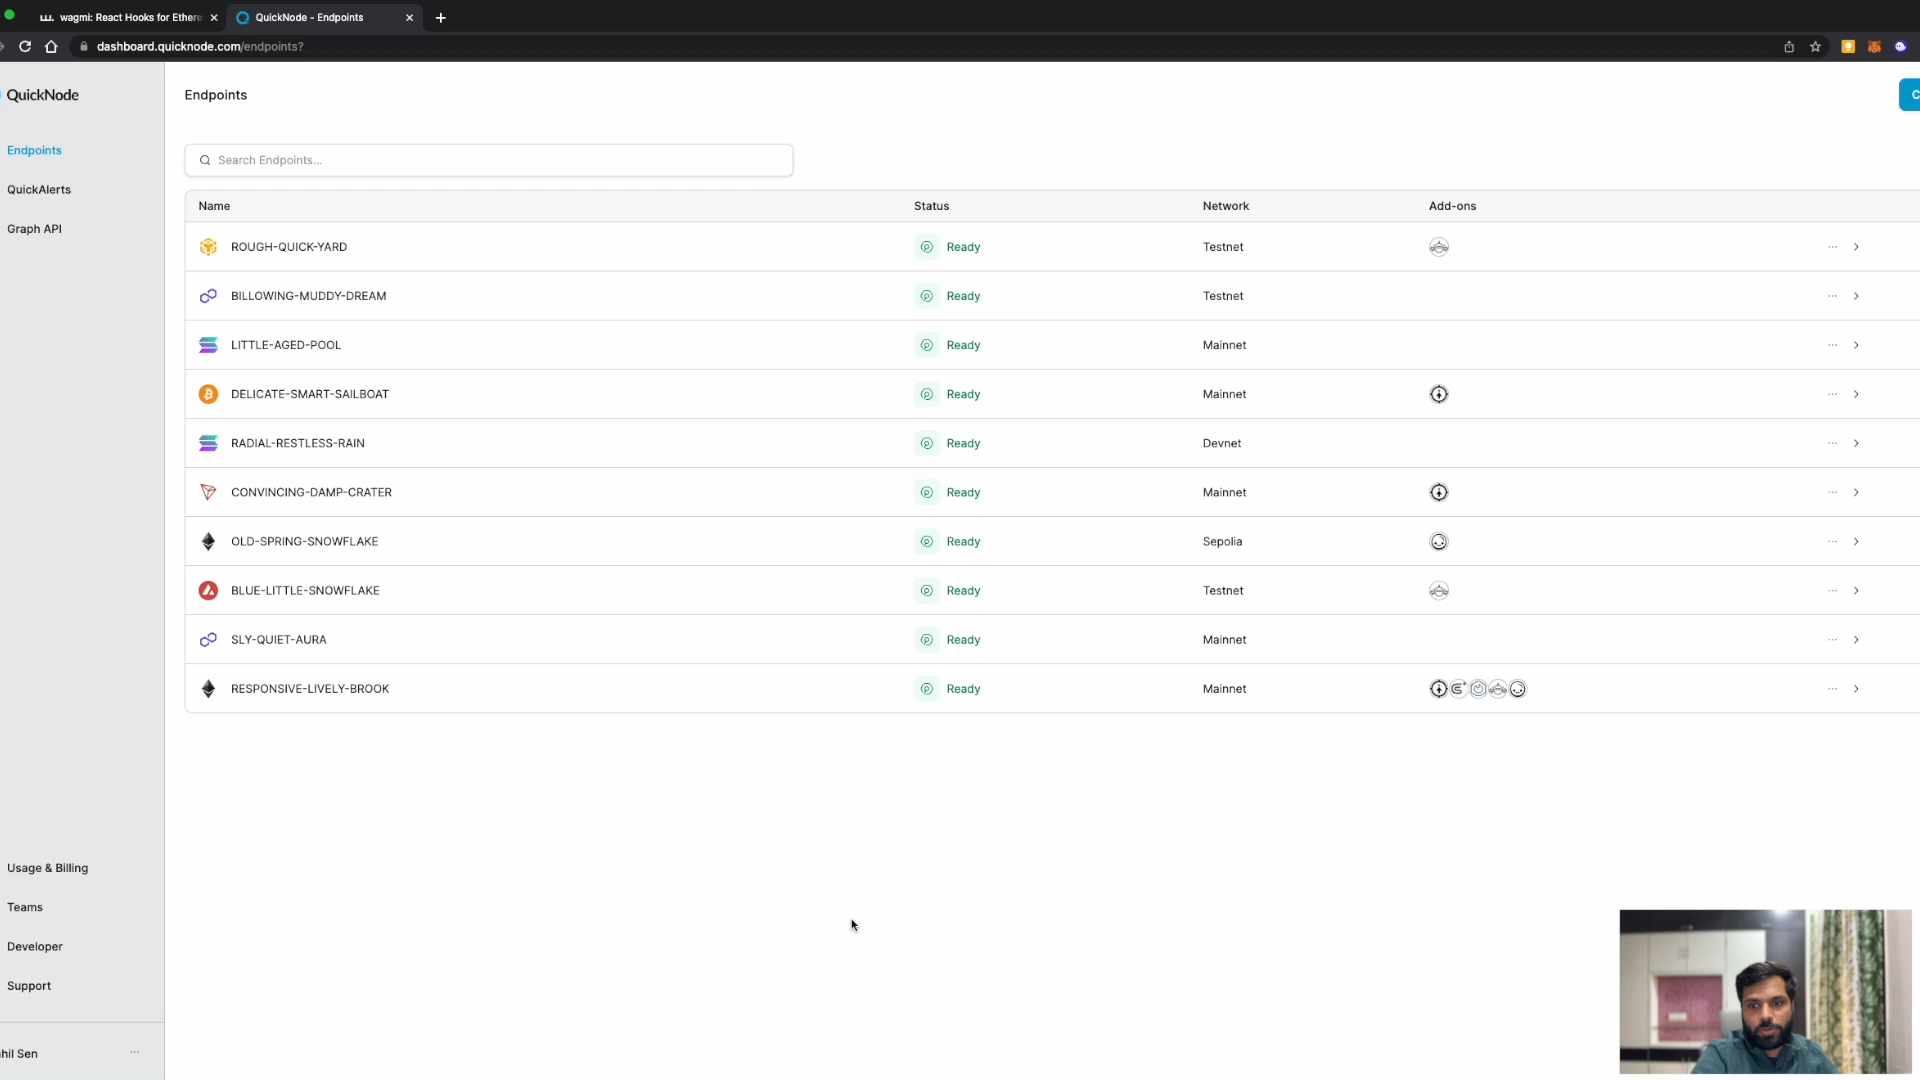 wagmi: React Hooks for Ethere
QuickNode - Endpoints
dashboard.quicknode.com/endpoints?
QuickNode
Endpoints
QuickAlerts
Graph API
Usage & Billing
Teams
Developer
Support
hil Sen
Endpoints
C
Search Endpoints...
Name Status Network Add-ons
ROUGH-QUICK-YARD Ready Testnet
BILLOWING-MUDDY-DREAM Ready Testnet
LITTLE-AGED-POOL Ready Mainnet
DELICATE-SMART-SAILBOAT Ready Mainnet
RADIAL-RESTLESS-RAIN Ready Devnet
CONVINCING-DAMP-CRATER Ready Mainnet
OLD-SPRING-SNOWFLAKE Ready Sepolia
BLUE-LITTLE-SNOWFLAKE Ready Testnet
SLY-QUIET-AURA Ready Mainnet
RESPONSIVE-LIVELY-BROOK Ready Mainnet